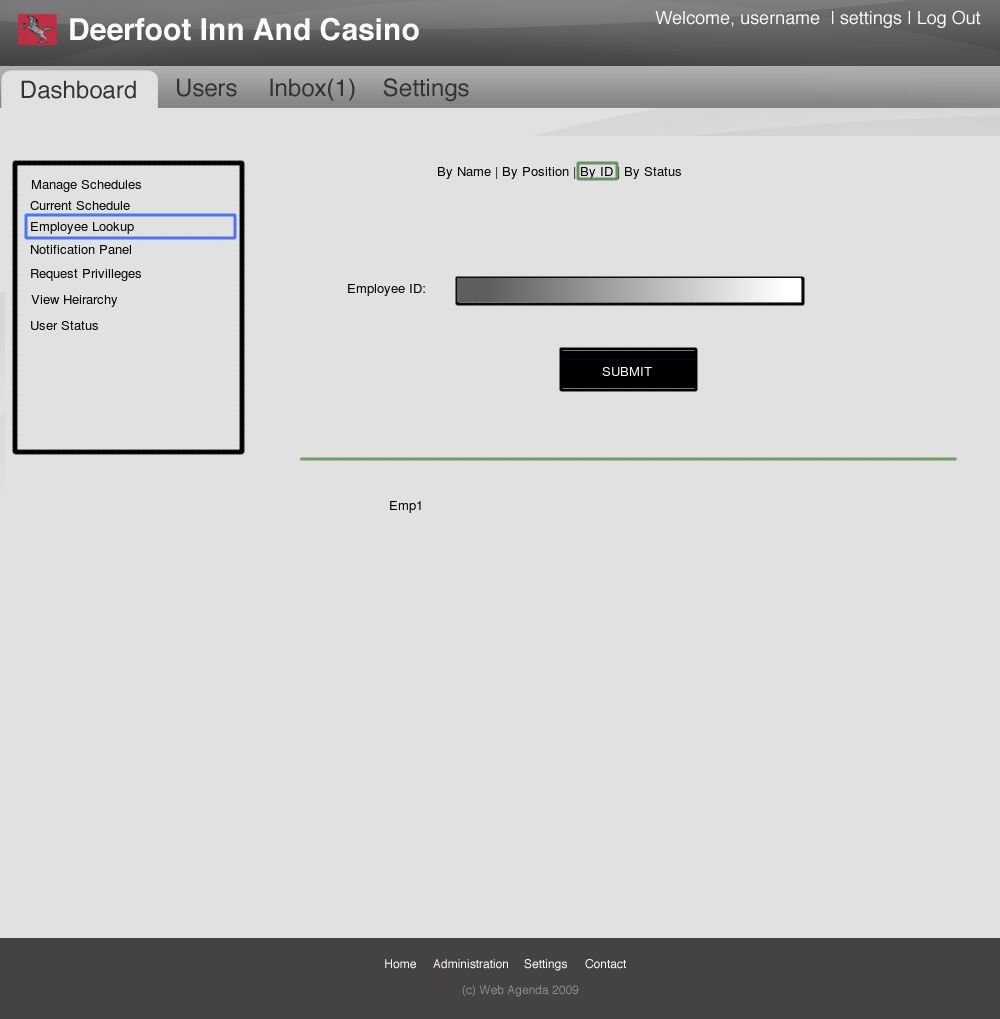 Deerfoot Inn And Casino
Welcome, username | settings | Log Out
Dashboard Users Inbox(1) Settings
By Name | By Position | By ID | By Status
Manage Schedules
Current Schedule
Employee Lookup
Notification Panel
Request Privilleges
View Heirarchy
User Status
Employee ID:
SUBMIT
Emp1
Home Administration Settings Contact
(c) Web Agenda 2009